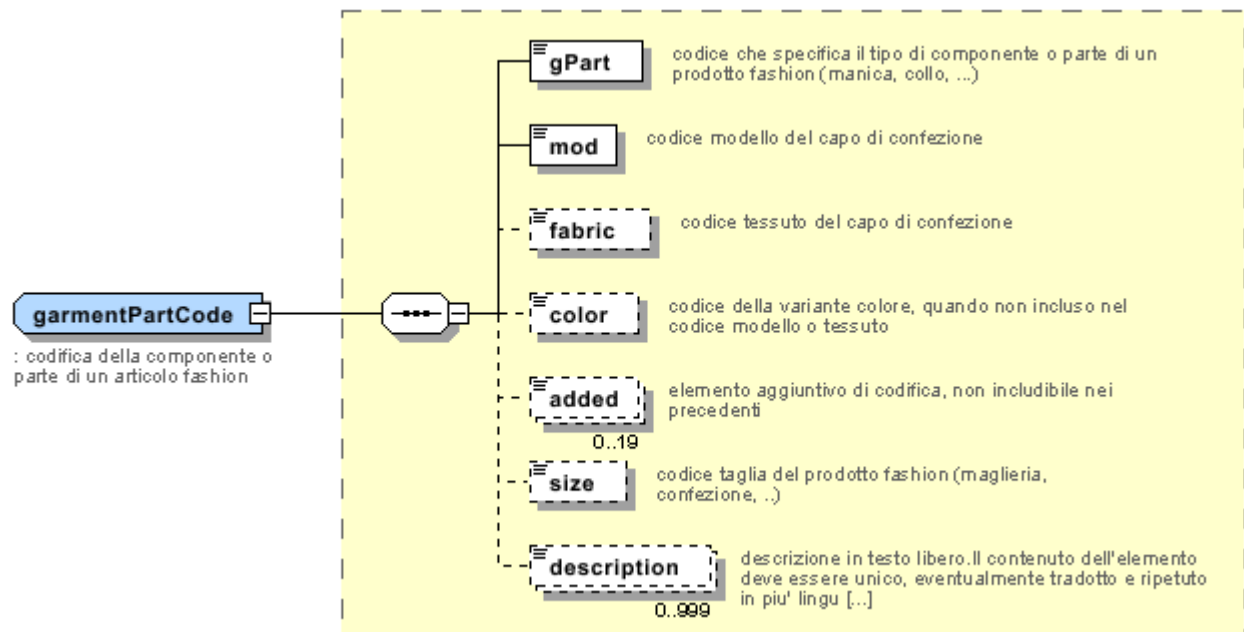 gPart
codice che specifica il tipo di componente o parte di un
prodotto fashion (manica, collo, ...)
mod
codice modello del capo di confezione
fabric
codice tessuto del capo di confezione
garmentPartCode
: codifica della componente o
parte di un articolo fashion
color
codice della variante colore, quando non incluso nel
codice modello o tessuto
added
elemento aggiuntivo di codifica, non includibile nei
precedenti
0..19
size
codice taglia del prodotto fashion (maglieria,
confezione, ..)
description
descrizione in testo libero.Il contenuto dell'elemento
deve essere unico, eventualmente tradotto e ripetuto
in piu' lingu [...]
0..999